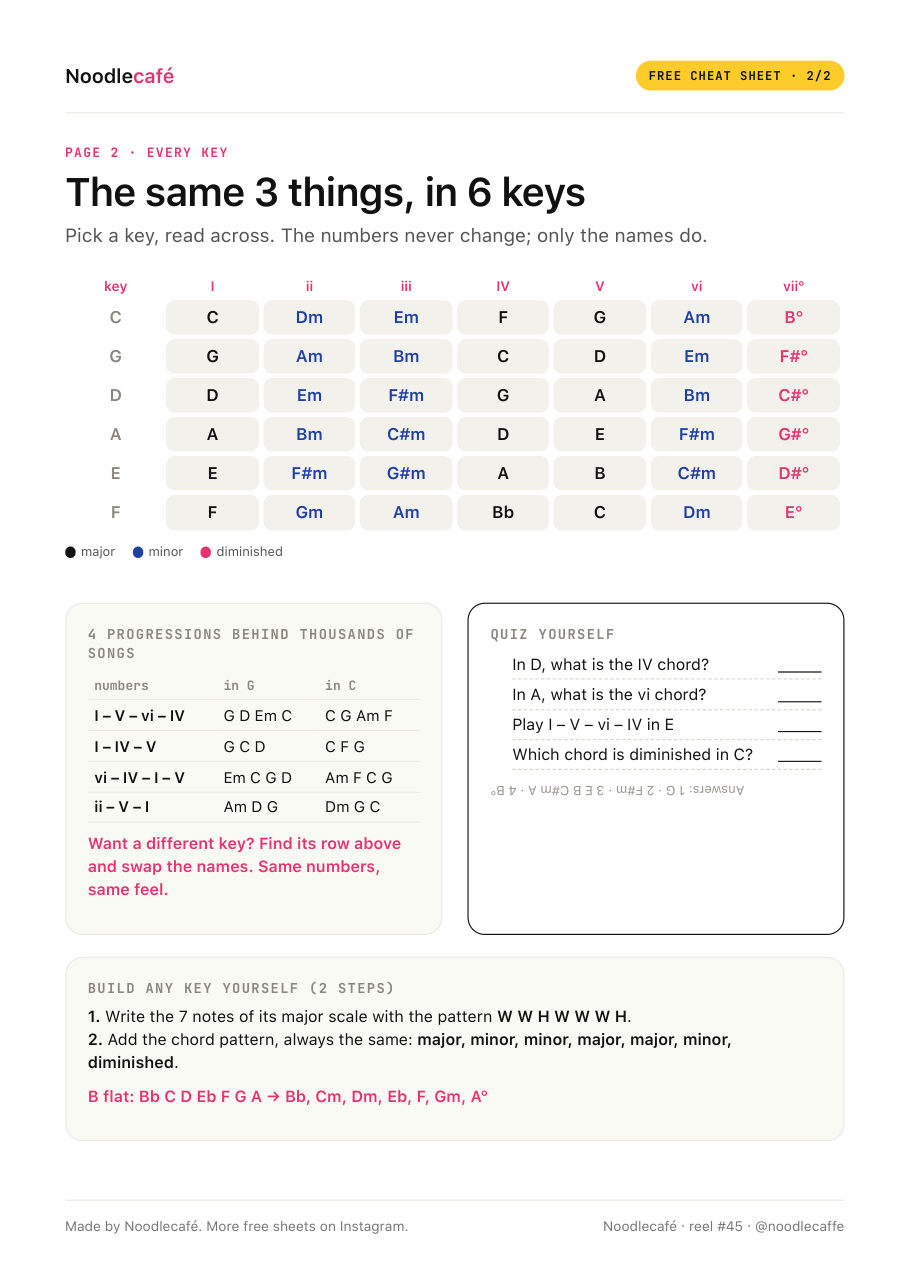 Noodlecafé
FREE CHEAT SHEET · 2/2
PAGE 2 · EVERY KEY
The same 3 things, in 6 keys
Pick a key, read across. The numbers never change; only the names do.
key I ii iii IV V vi vii°
C C Dm Em F G Am B°
G G Am Bm C D Em F#°
D D Em F#m G A Bm C#°
A A Bm C#m D E F#m G#°
E E F#m G#m A B C#m D#°
F F Gm Am Bb C Dm E°
major minor diminished
4 PROGRESSIONS BEHIND THOUSANDS OF
SONGS
numbers in G in C
I – V – vi – IV G D Em C C G Am F
I – IV – V G C D C F G
vi – IV – I – V Em C G D Am F C G
ii – V – I Am D G Dm G C
Want a different key? Find its row above
and swap the names. Same numbers,
same feel.
QUIZ YOURSELF
In D, what is the IV chord?
In A, what is the vi chord?
Play I – V – vi – IV in E
Which chord is diminished in C?
Answers: 1 G · 2 F#m · 3 E B C#m A · 4 B°
BUILD ANY KEY YOURSELF (2 STEPS)
1. Write the 7 notes of its major scale with the pattern W W H W W W H.
2. Add the chord pattern, always the same: major, minor, minor, major, major, minor,
diminished.
B flat: Bb C D Eb F G A → Bb, Cm, Dm, Eb, F, Gm, A°
Made by Noodlecafé. More free sheets on Instagram.
Noodlecafé · reel #45 · @noodlecaffe